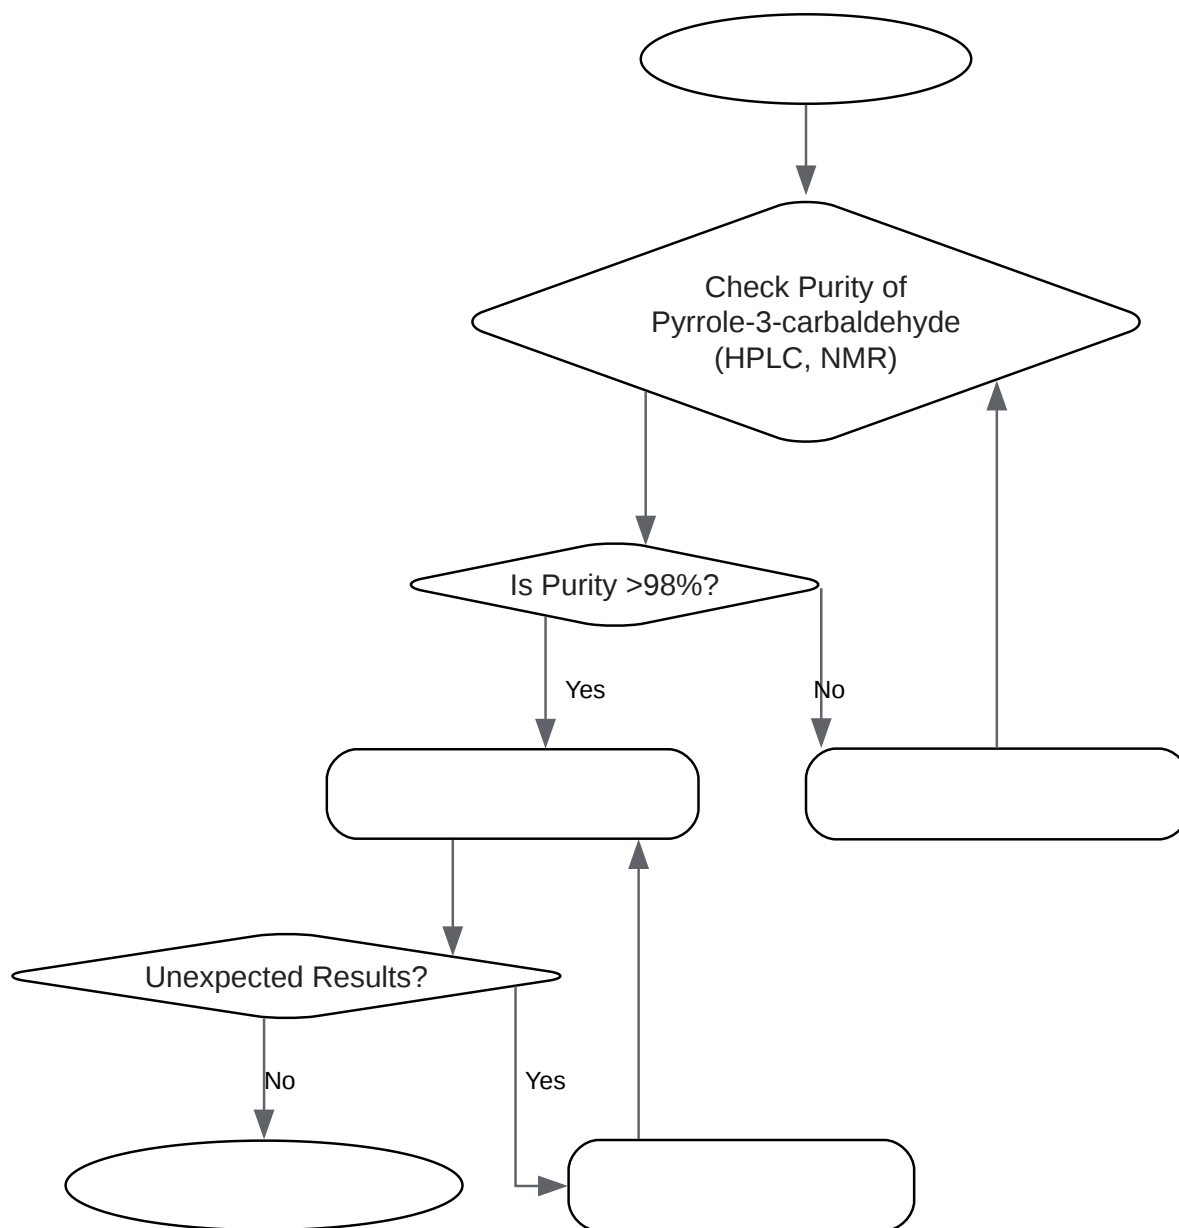 Check Purity of
Pyrrole-3-carbaldehyde
(HPLC, NMR)
Is Purity >98%?
Yes
No
Unexpected Results?
No
Yes